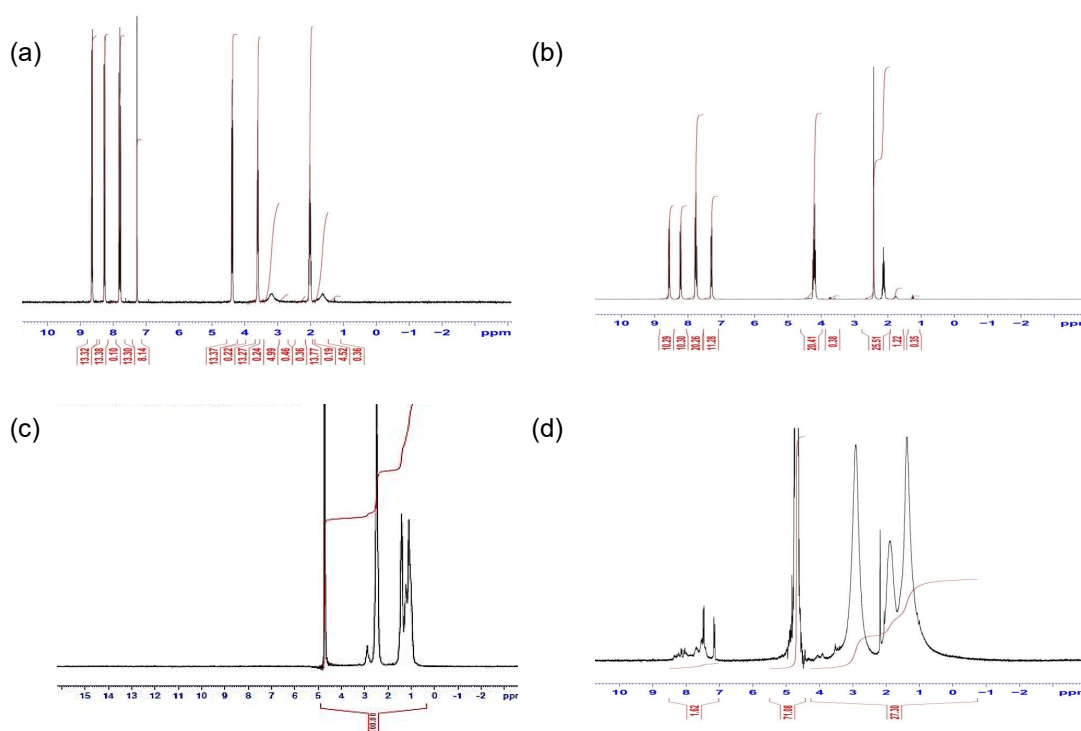 (a)
10 9 8 7 6 5 4 3 2 1 0 −1 −2 ppm
13.32 13.38 0.10 13.30 8.14 13.37 0.22 13.27 0.24 4.99 0.46 0.36 13.77 0.19 4.52 0.36
(b)
10 9 8 7 6 5 4 3 2 1 0 −1 −2 ppm
10.29 10.30 20.26 11.28 20.41 0.38 25.51 1.22 0.35
(c)
15 14 13 12 11 10 9 8 7 6 5 4 3 2 1 0 −1 −2 ppm
(d)
10 9 8 7 6 5 4 3 2 1 0 −1 −2 ppm
1.62 71.08 27.30